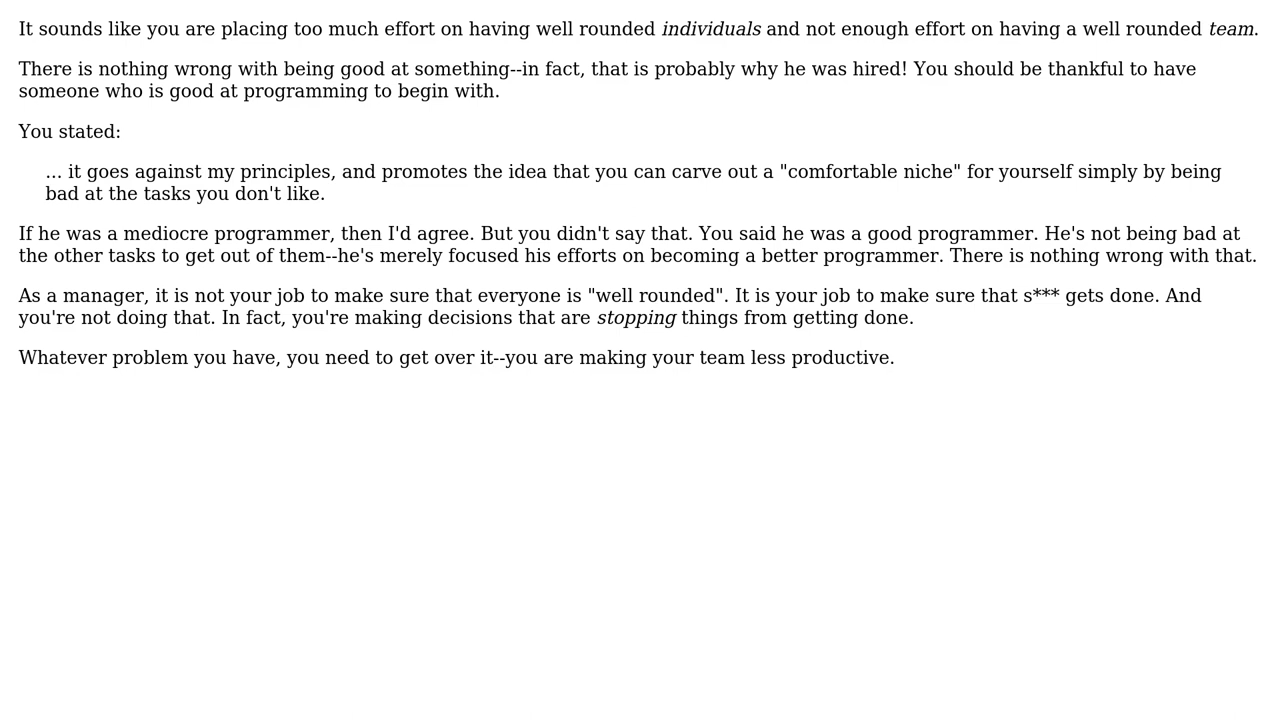 It sounds like you are placing too much effort on having well rounded individuals and not enough effort on having a well rounded team.
There is nothing wrong with being good at something--in fact, that is probably why he was hired! You should be thankful to have
someone who is good at programming to begin with.
You stated:
... it goes against my principles, and promotes the idea that you can carve out a "comfortable niche" for yourself simply by being
bad at the tasks you don't like.
If he was a mediocre programmer, then I'd agree. But you didn't say that. You said he was a good programmer. He's not being bad at
the other tasks to get out of them--he's merely focused his efforts on becoming a better programmer. There is nothing wrong with that.
As a manager, it is not your job to make sure that everyone is "well rounded". It is your job to make sure that s*** gets done. And
you're not doing that. In fact, you're making decisions that are stopping things from getting done.
Whatever problem you have, you need to get over it--you are making your team less productive.